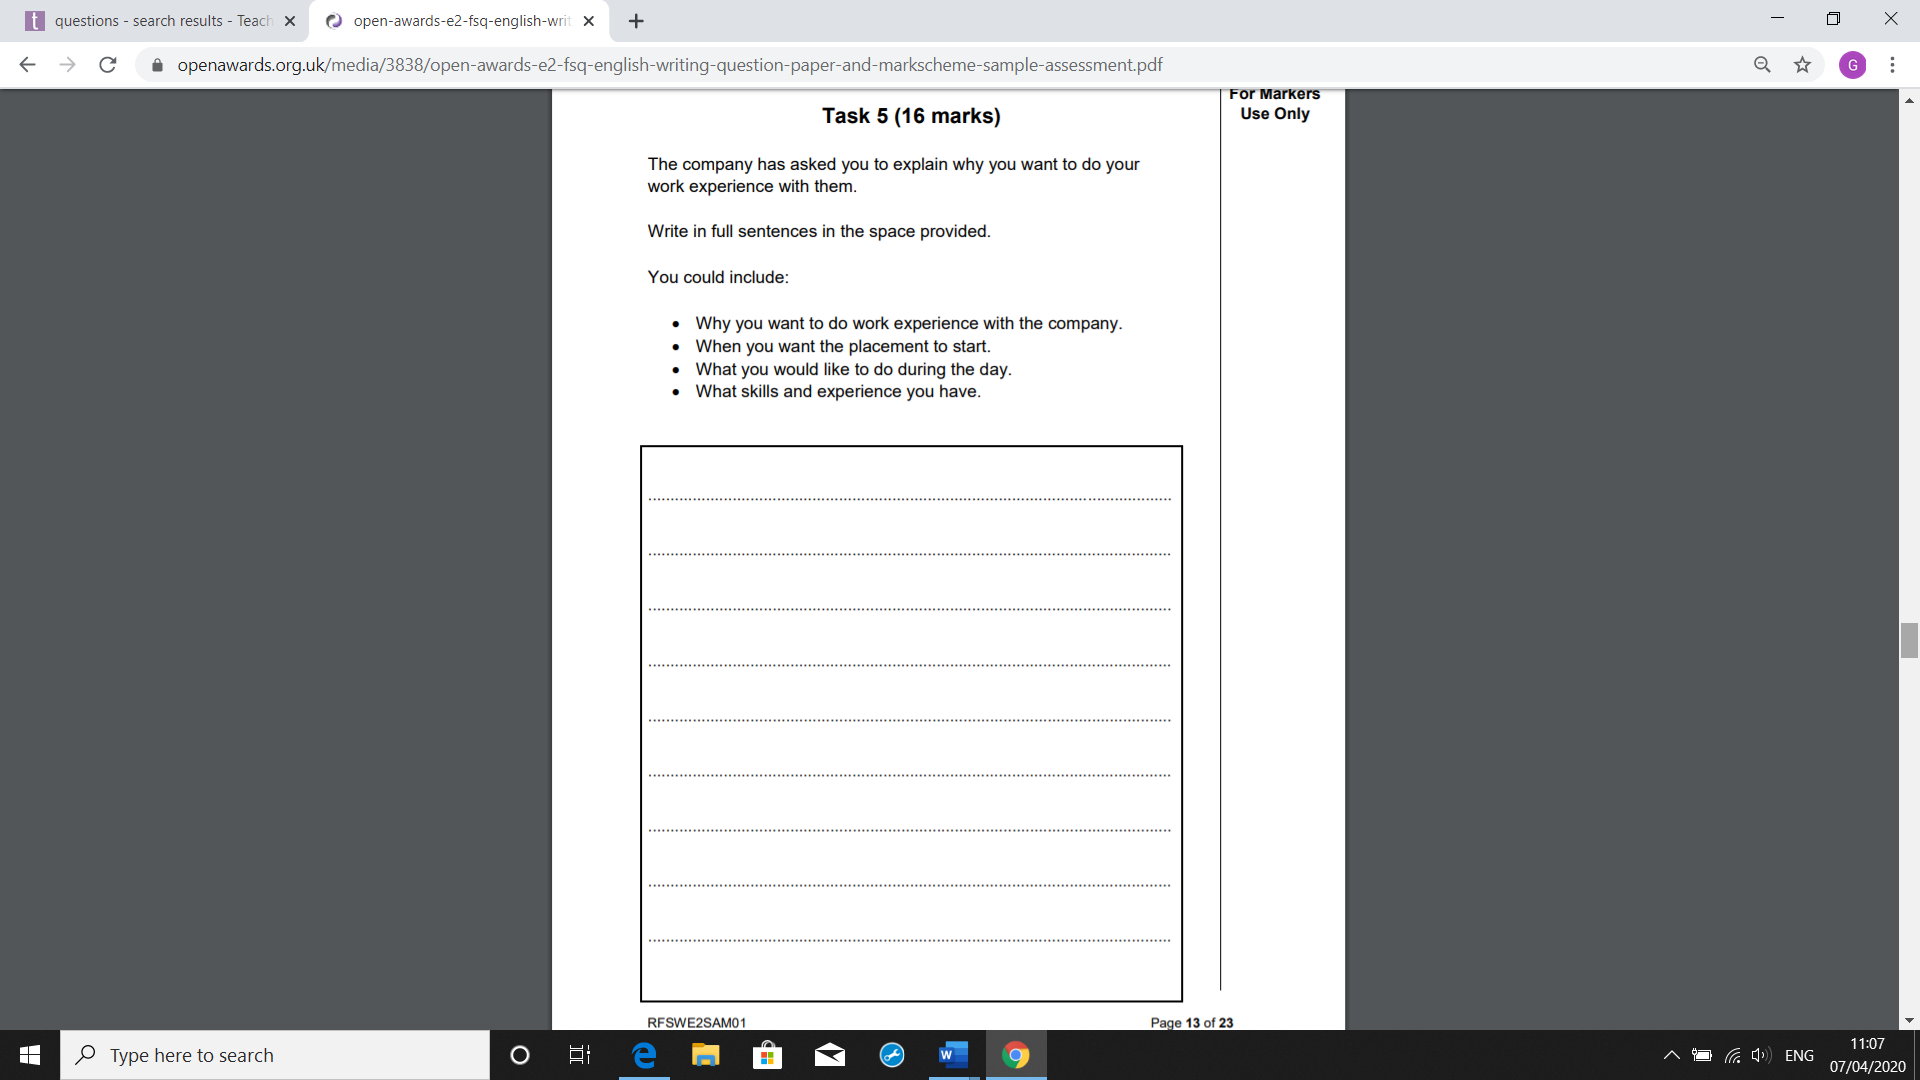 questions - search results - Teach
open-awards-e2-fsq-english-writ
openawards.org.uk/media/3838/open-awards-e2-fsq-english-writing-question-paper-and-markscheme-sample-assessment.pdf
G
For Markers
Use Only
Task 5 (16 marks)
The company has asked you to explain why you want to do your
work experience with them.
Write in full sentences in the space provided.
You could include:
• Why you want to do work experience with the company.
• When you want the placement to start.
• What you would like to do during the day.
• What skills and experience you have.
RFSWE2SAM01
Page 13 of 23
Type here to search
ENG
11:07
07/04/2020